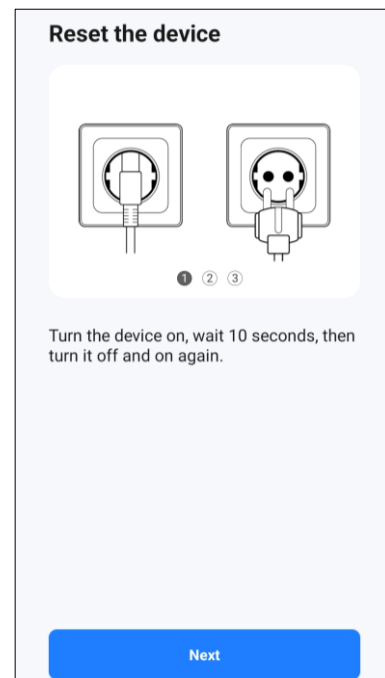 Reset the device
1 2 3
Turn the device on, wait 10 seconds, then
turn it off and on again.
Next